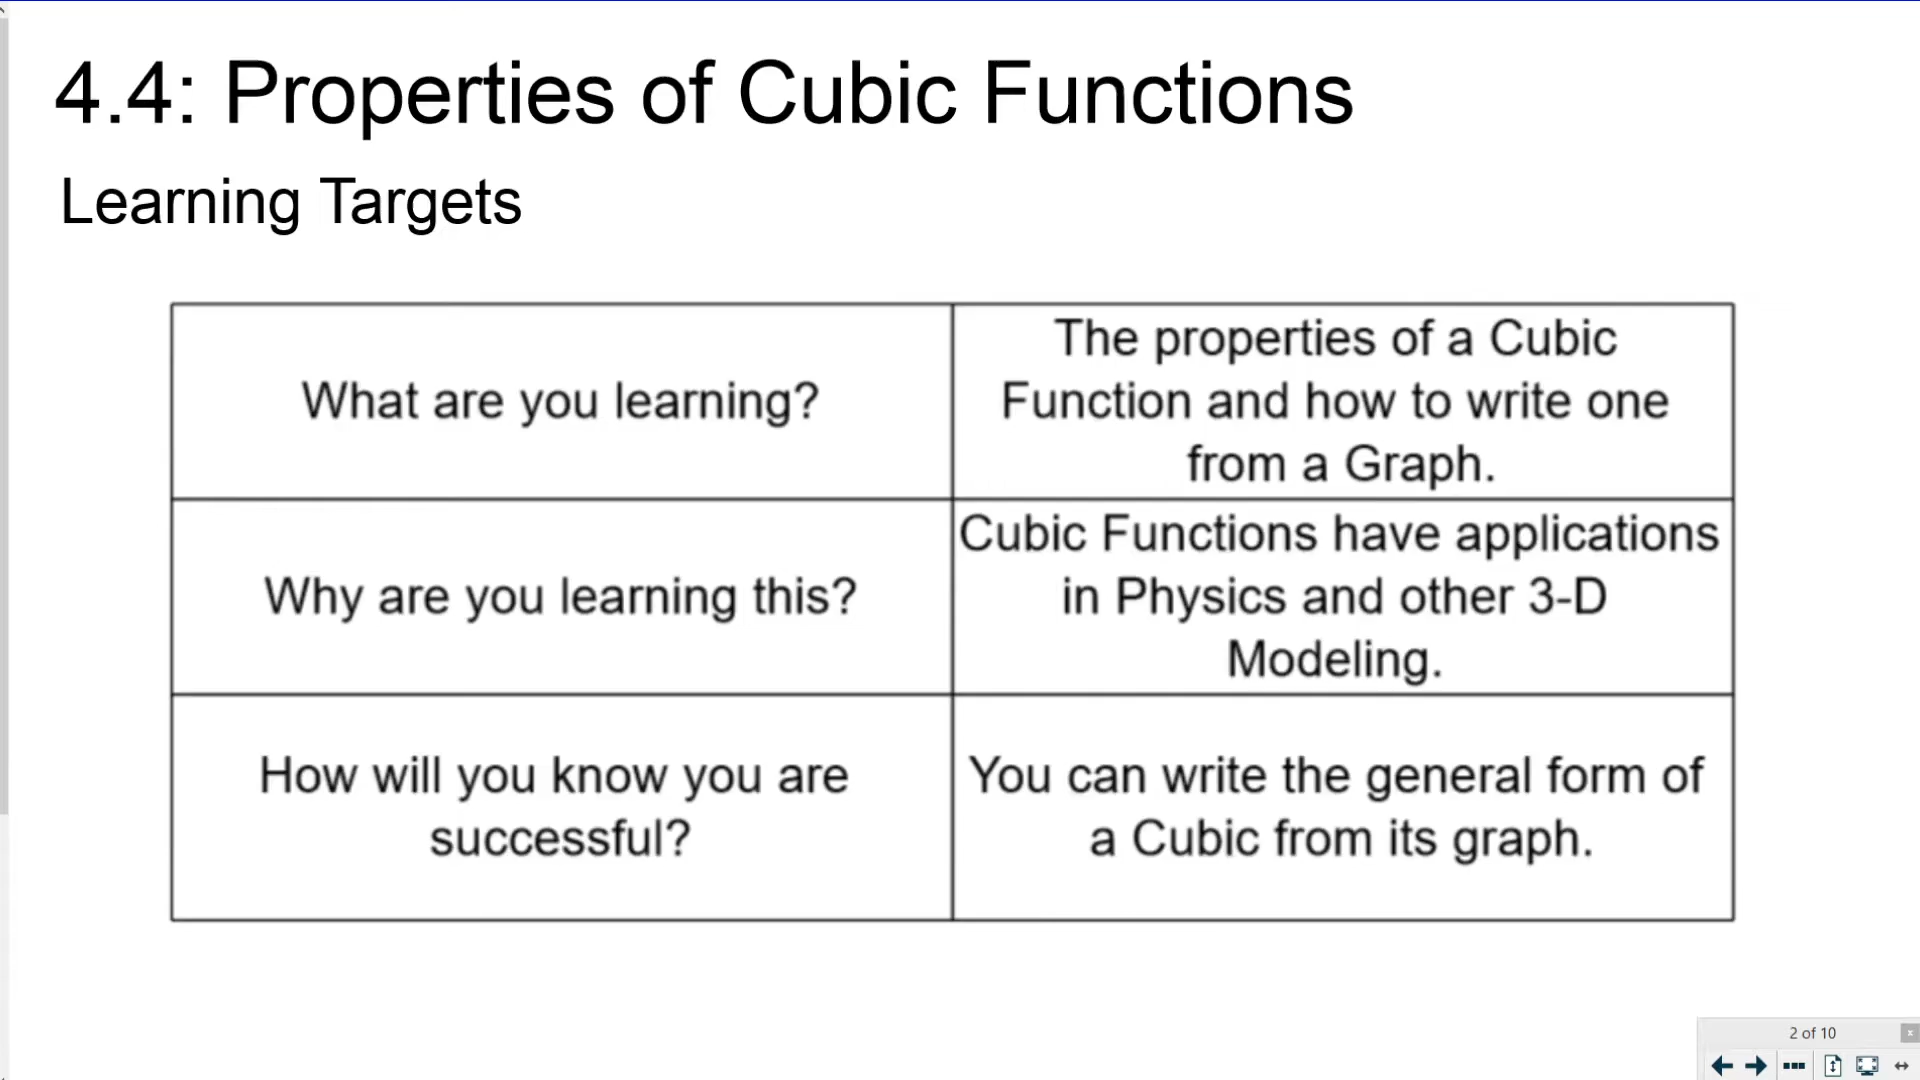 4.4: Properties of Cubic Functions
Learning Targets
What are you learning?
The properties of a Cubic
Function and how to write one
from a Graph.
Why are you learning this?
Cubic Functions have applications
in Physics and other 3-D
Modeling.
How will you know you are
successful?
You can write the general form of
a Cubic from its graph.
2 of 10